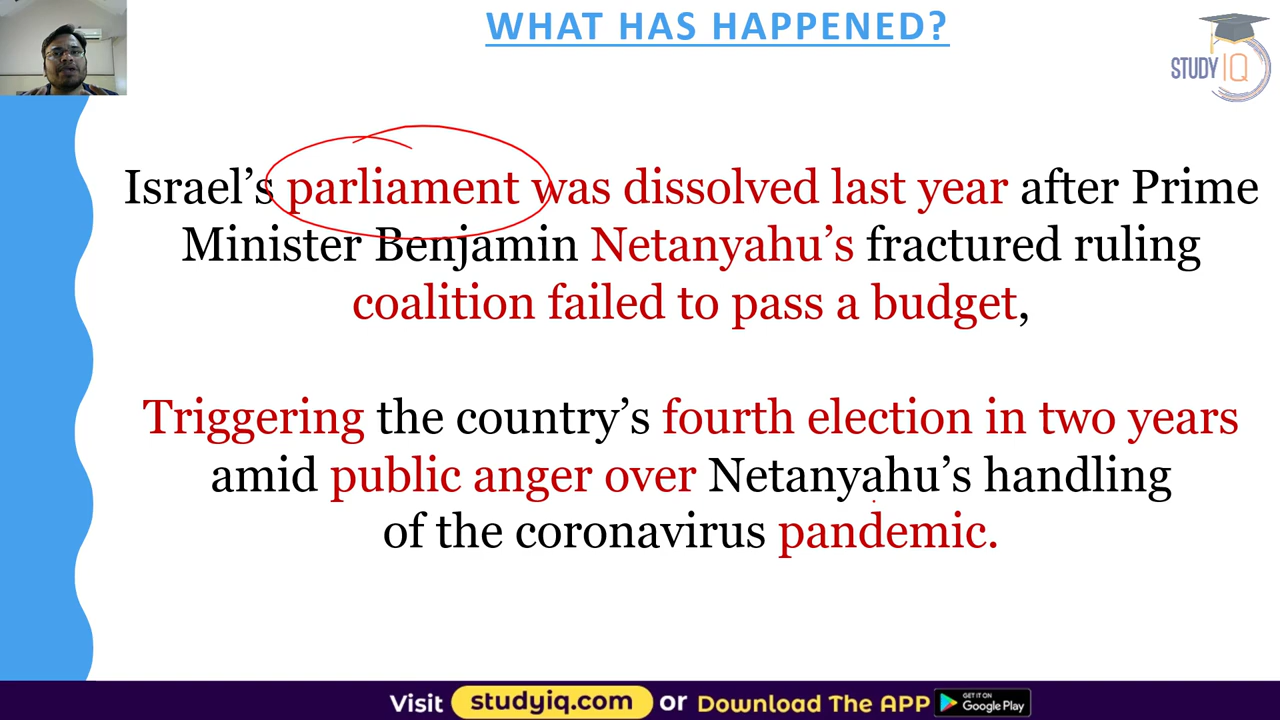 WHAT HAS HAPPENED?
STUDY IQ
Israel’s parliament was dissolved last year after Prime
Minister Benjamin Netanyahu’s fractured ruling
coalition failed to pass a budget,
Triggering the country’s fourth election in two years
amid public anger over Netanyahu’s handling
of the coronavirus pandemic.
Visit studyiq.com or Download The APP GET IT ON Google Play